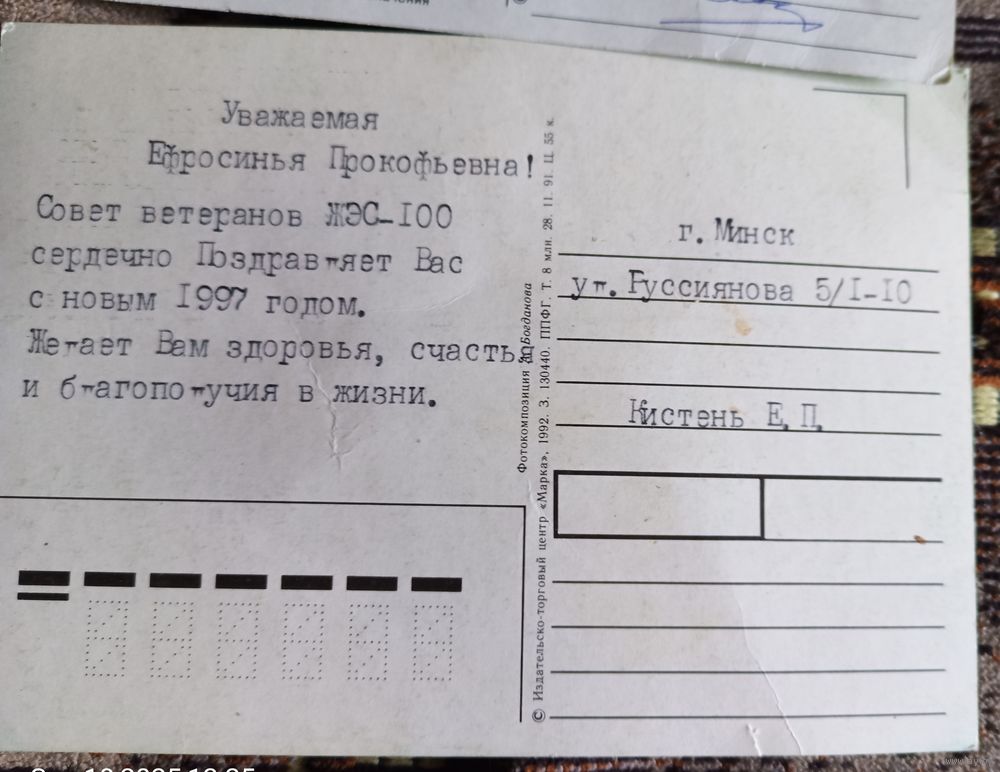 Уважаемая
Ефросинья Прокофьевна!
Совет ветеранов ЖЭС-100
сердечно Поздравляет Вас
с новым 1997 годом.
Желает Вам здоровья, счастья
и благополучия в жизни.
Фотокомпозиция Богданова
© Издательско-торговый центр «Марка», 1992. З. 130440. ППФГ. Т. 8 млн. 28. 11. 91. Ц. 55 к.
г. Минск
ул. Руссиянова 5/I-IO
Кистень Е.П.